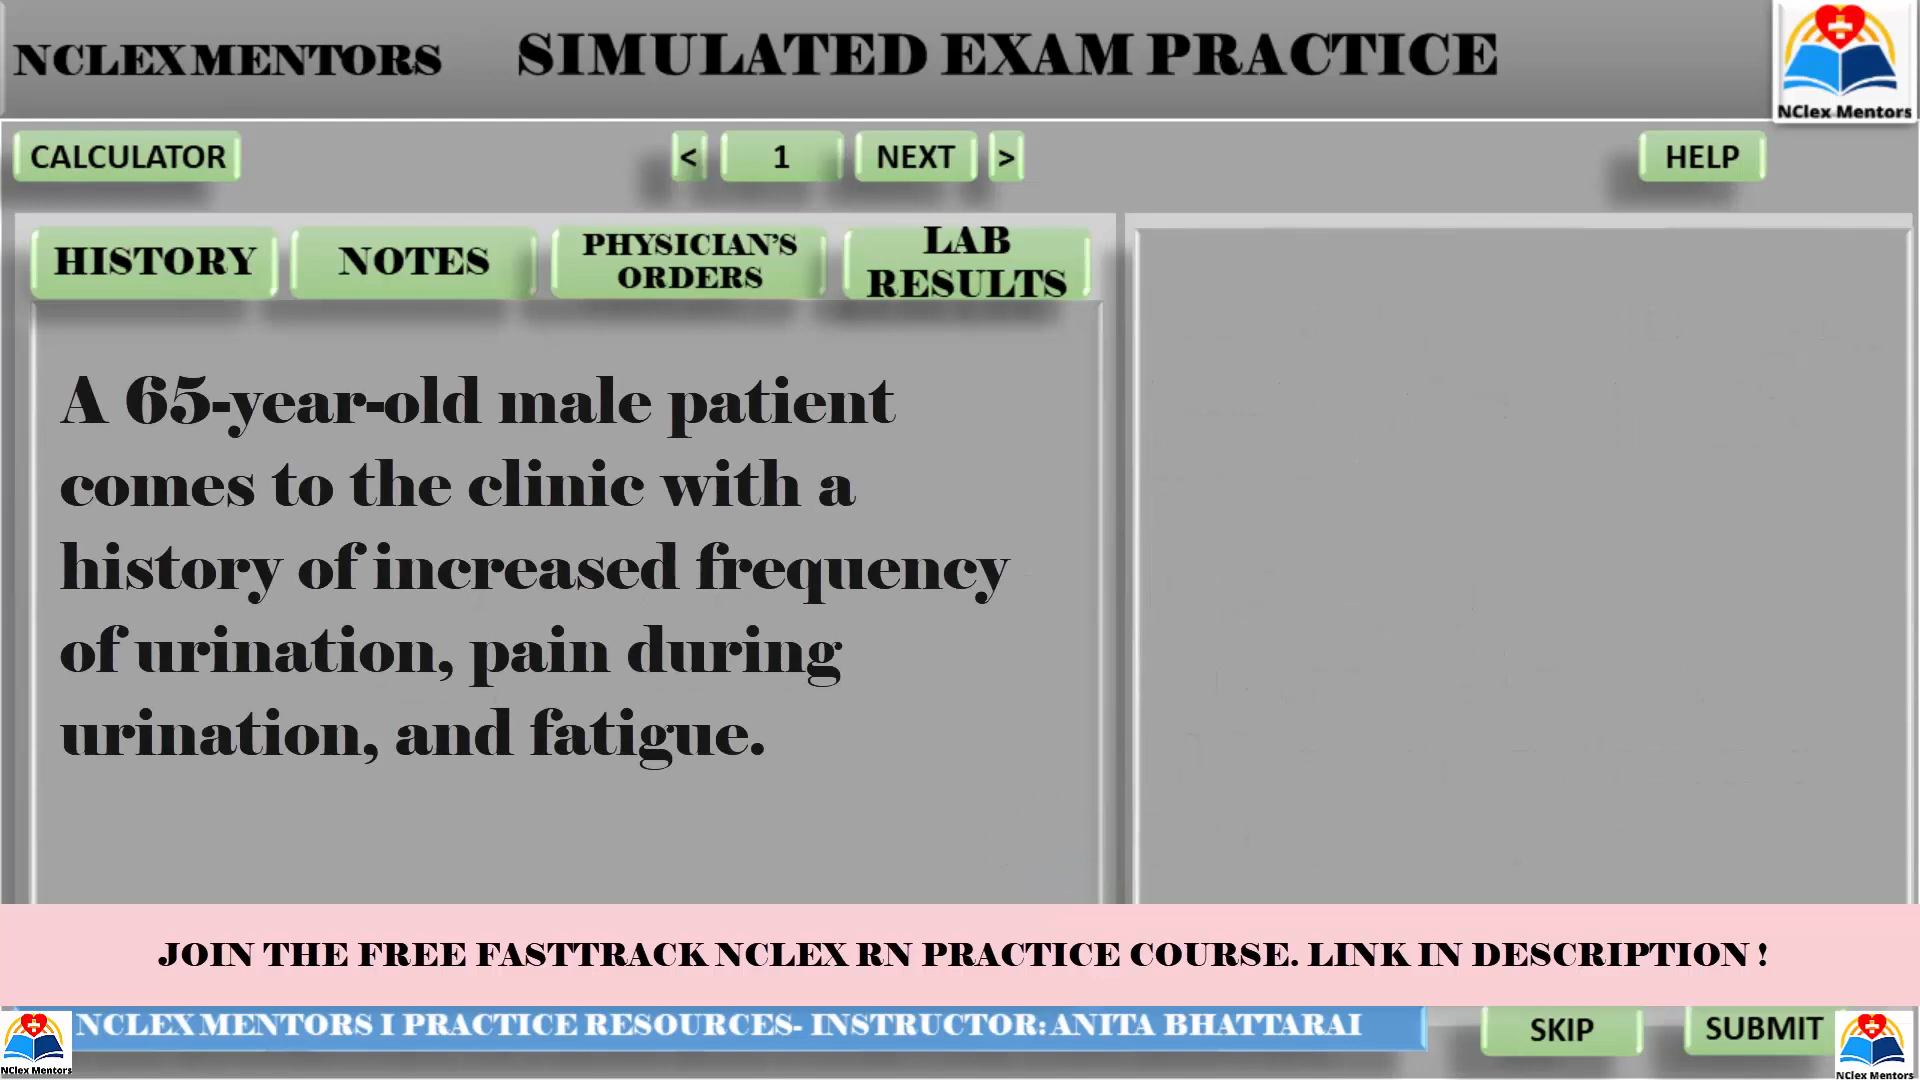 NCLEX MENTORS
SIMULATED EXAM PRACTICE
NClex Mentors
CALCULATOR
<
1
NEXT
>
HELP
HISTORY
NOTES
PHYSICIAN'S
ORDERS
LAB
RESULTS
A 65-year-old male patient
comes to the clinic with a
history of increased frequency
of urination, pain during
urination, and fatigue.
JOIN THE FREE FASTTRACK NCLEX RN PRACTICE COURSE. LINK IN DESCRIPTION !
NClex Mentors
NCLEX MENTORS I PRACTICE RESOURCES- INSTRUCTOR: ANITA BHATTARAI
SKIP
SUBMIT
NClex Mentors